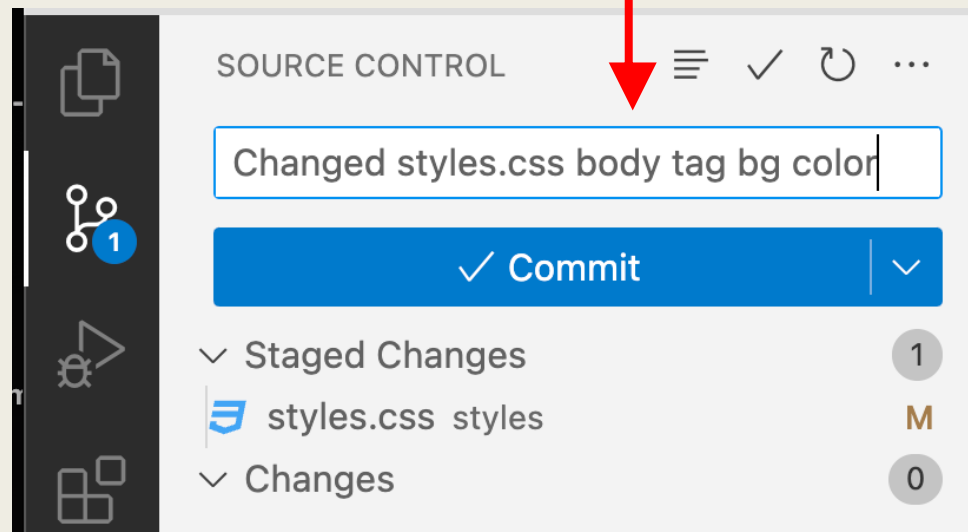 SOURCE CONTROL
Changed styles.css body tag bg color
Commit
1
Staged Changes 1
styles.css styles M
Changes 0